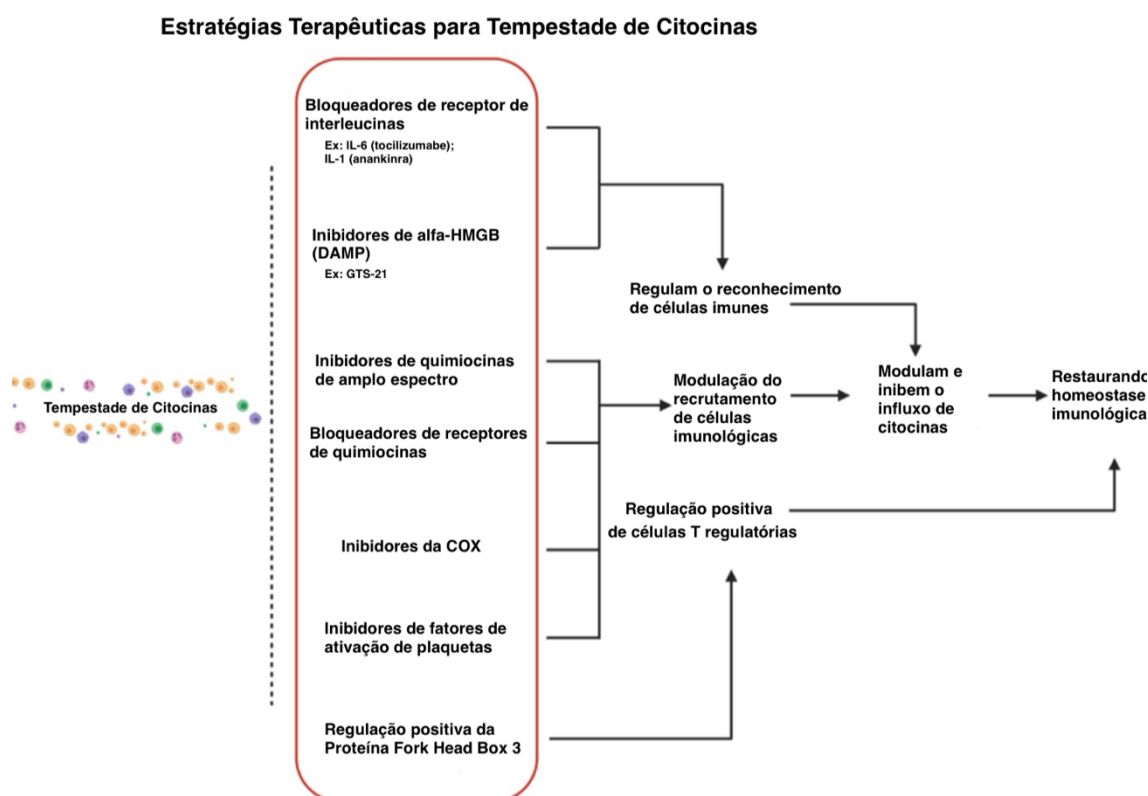 Estratégias Terapêuticas para Tempestade de Citocinas
Bloqueadores de receptor de
interleucinas
Ex: IL-6 (tocilizumabe);
IL-1 (anankinra)
Inibidores de alfa-HMGB
(DAMP)
Ex: GTS-21
Inibidores de quimiocinas
de amplo espectro
Bloqueadores de receptores
de quimiocinas
Inibidores da COX
Inibidores de fatores de
ativação de plaquetas
Regulação positiva da
Proteína Fork Head Box 3
Tempestade de Citocinas
Regulam o reconhecimento
de células imunes
Modulação do
recrutamento de
células
imunológicas
Regulação positiva
de células T regulatórias
Modulam e
inibem o
influxo de
citocinas
Restaurando
homeostase
imunológica